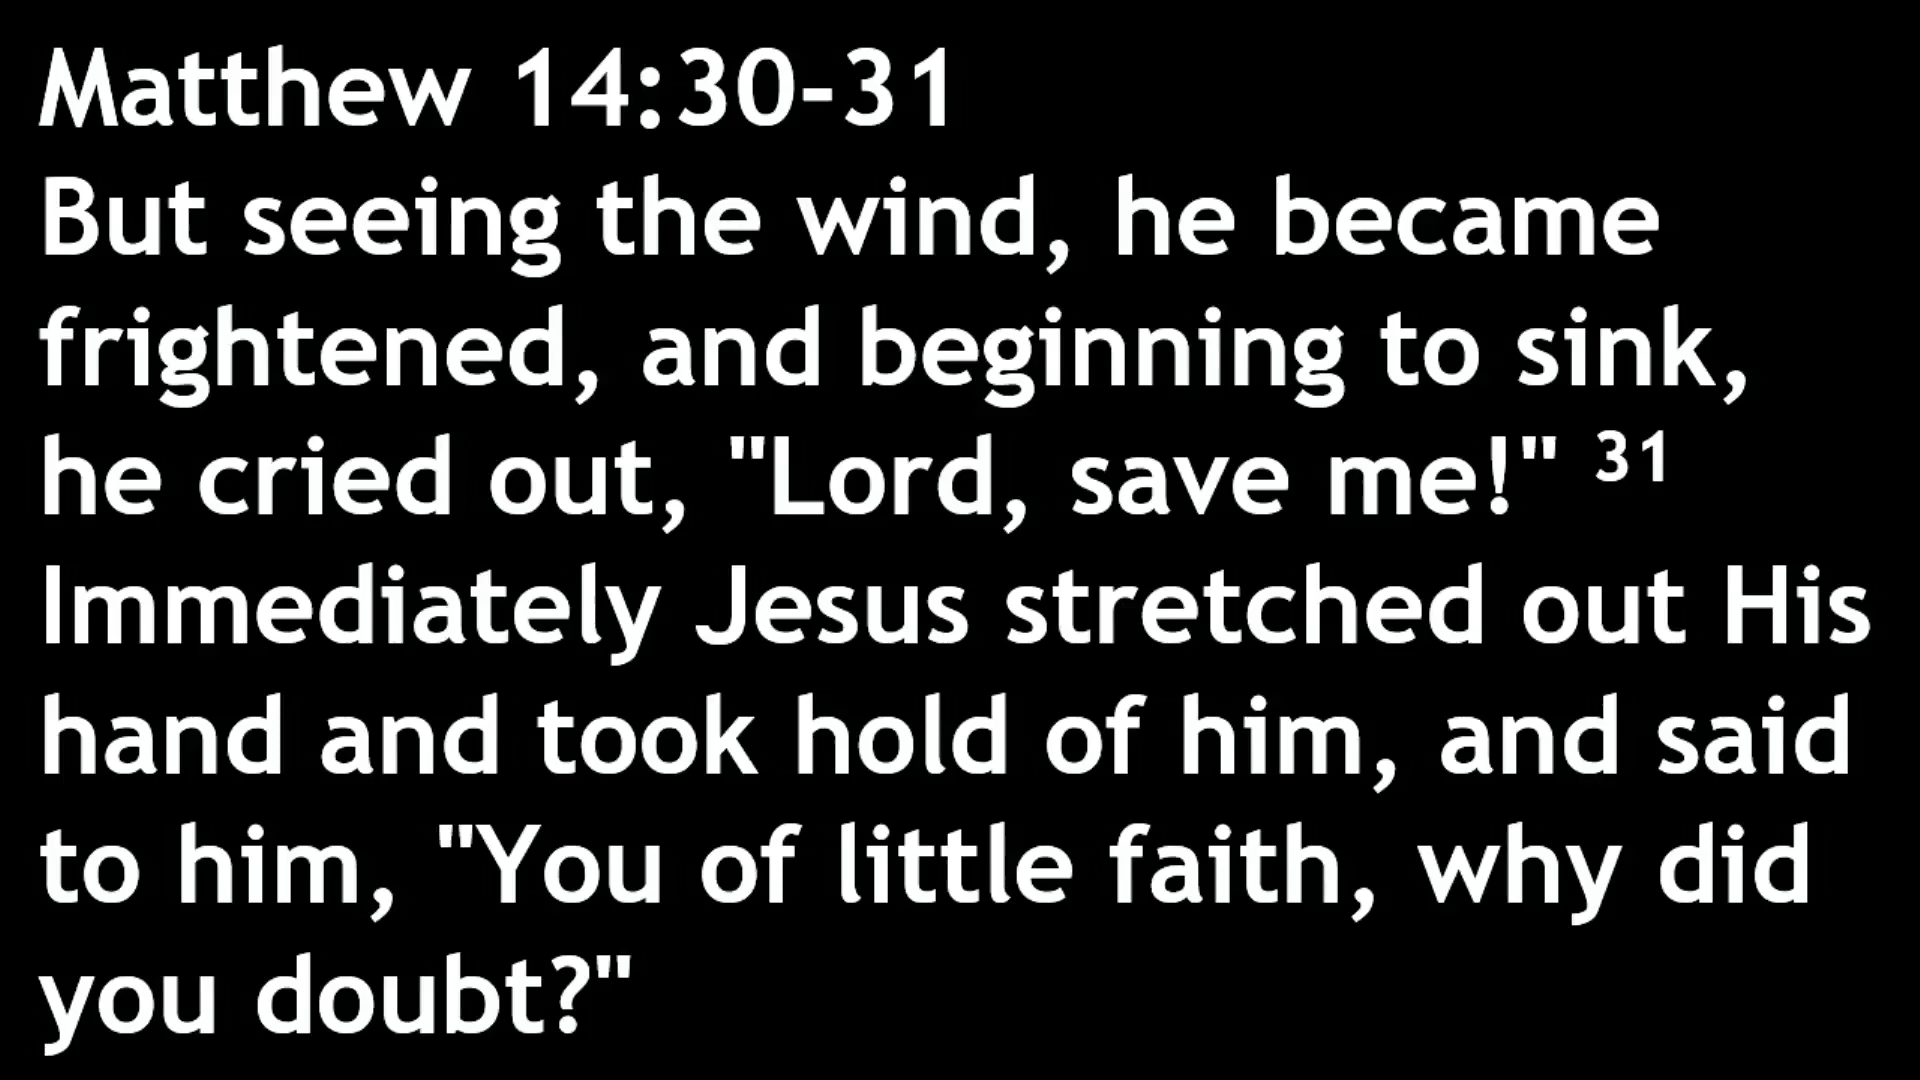 Matthew 14:30-31
But seeing the wind, he became
frightened, and beginning to sink,
he cried out, "Lord, save me!" 31
Immediately Jesus stretched out His
hand and took hold of him, and said
to him, "You of little faith, why did
you doubt?"